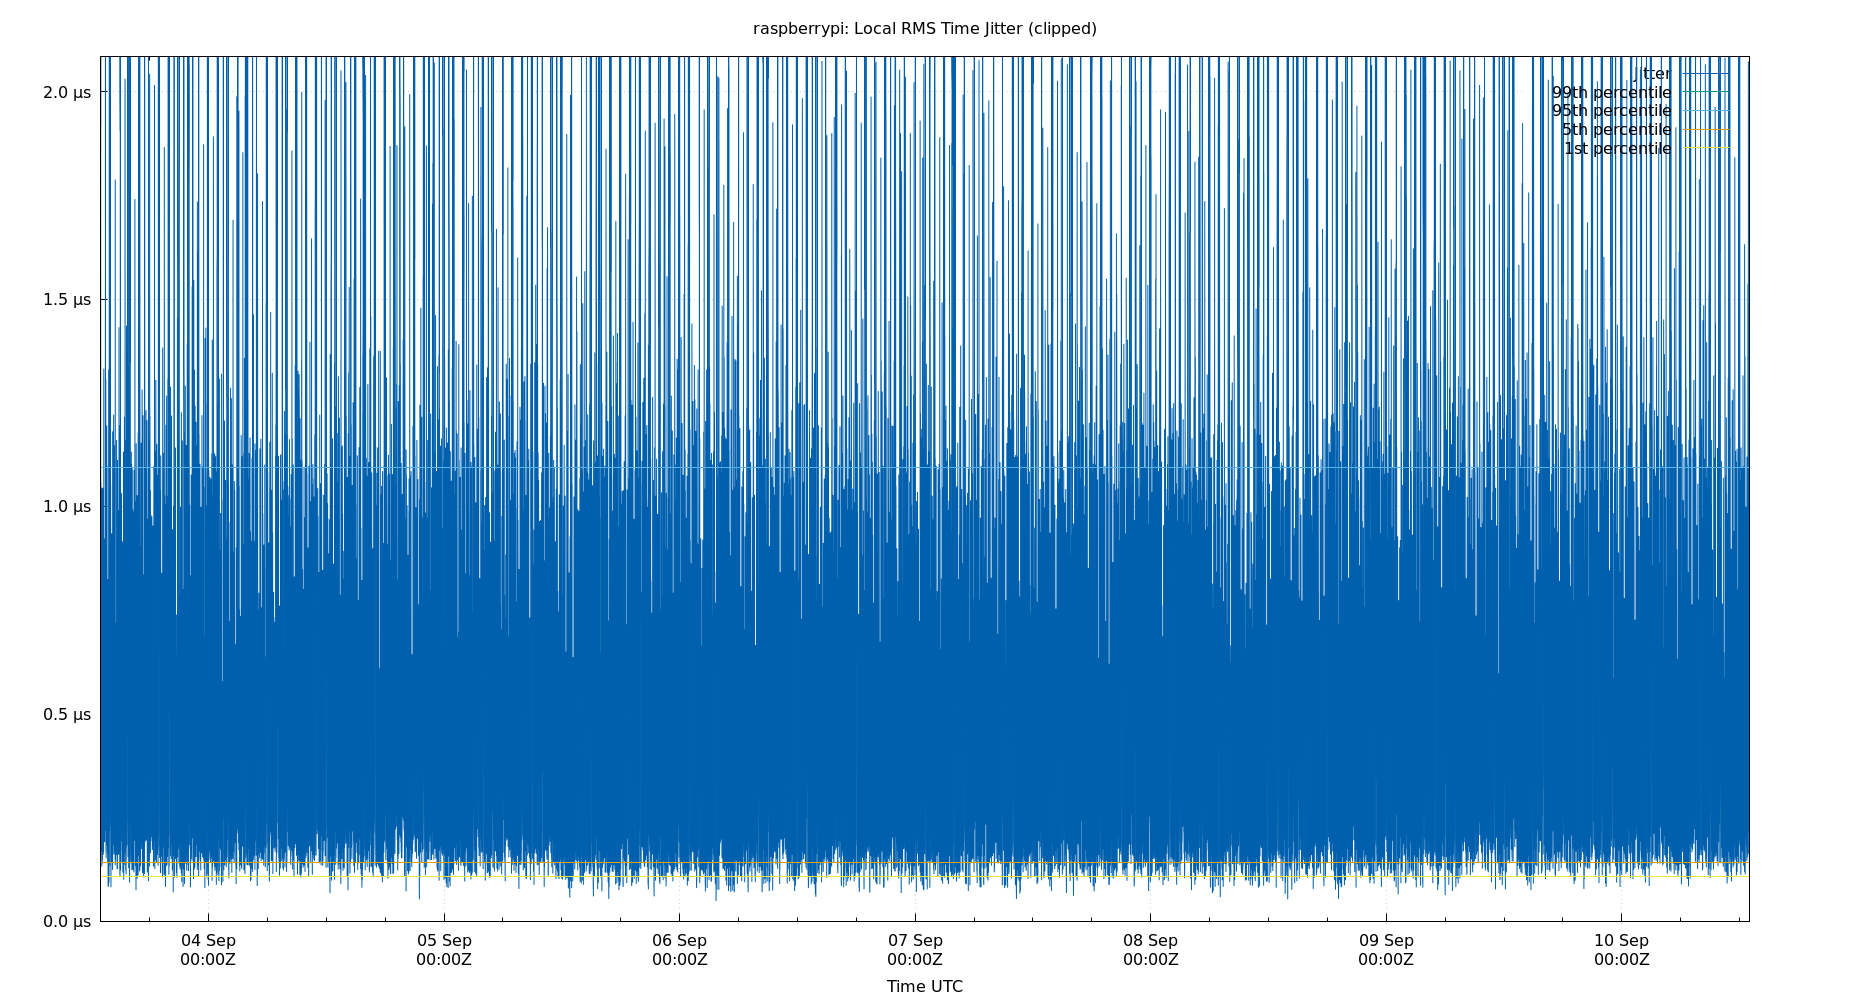 raspberrypi: Local RMS Time Jitter (clipped)
2.0 µs
1.5 µs
1.0 µs
0.5 µs
0.0 µs
jitter
99th percentile
95th percentile
5th percentile
1st percentile
04 Sep 05 Sep 06 Sep 07 Sep 08 Sep 09 Sep 10 Sep
00:00Z 00:00Z 00:00Z 00:00Z 00:00Z 00:00Z 00:00Z
Time UTC